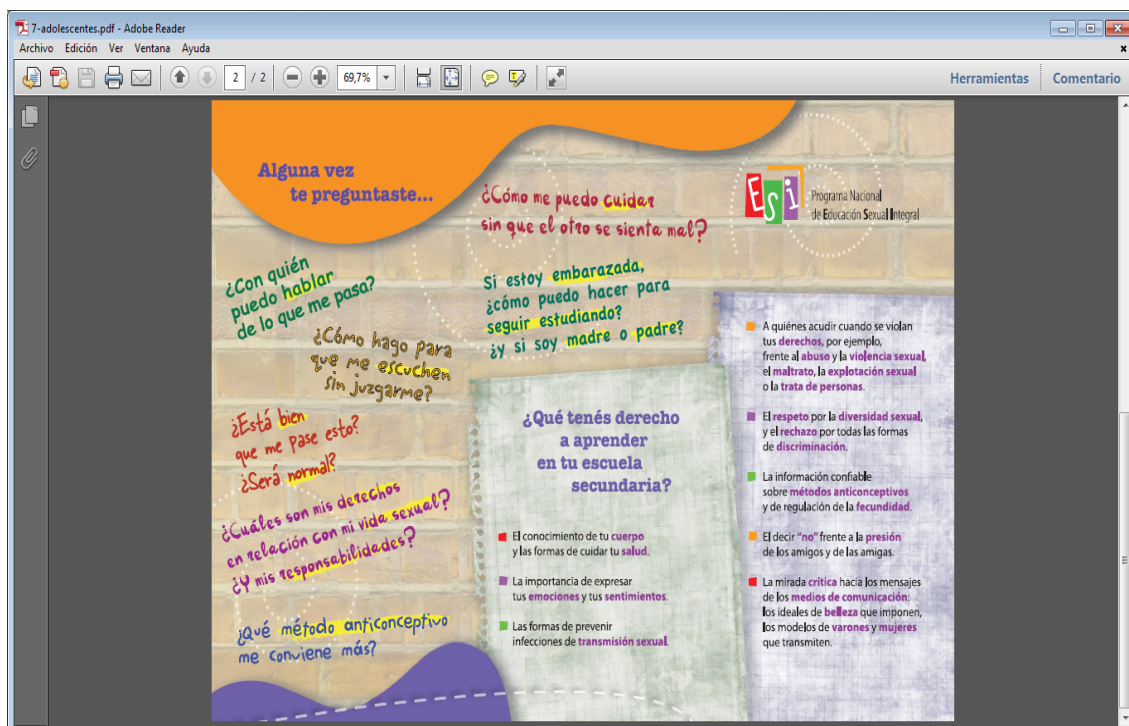 7-adolescentes.pdf - Adobe Reader
Archivo Edición Ver Ventana Ayuda
2 / 2
69,7%
Herramientas
Comentario
Alguna vez
te preguntaste...
¿Con quién
puedo hablar
de lo que me pasa?
¿Cómo hago para
que me escuchen
sin juzgarme?
¿Está bien
que me pase esto?
¿Será normal?
¿Cuáles son mis derechos
en relación con mi vida sexual?
¿Y mis responsabilidades?
¿Qué método anticonceptivo
me conviene más?
¿Cómo me puedo cuidar
sin que el otro se sienta mal?
Si estoy embarazada,
¿cómo puedo hacer para
seguir estudiando?
¿y si soy madre o padre?
¿Qué tenés derecho
a aprender
en tu escuela
secundaria?
El conocimiento de tu cuerpo
y las formas de cuidar tu salud.
La importancia de expresar
tus emociones y tus sentimientos.
Las formas de prevenir
infecciones de transmisión sexual.
ESi
Programa Nacional
de Educación Sexual Integral
A quiénes acudir cuando se violan
tus derechos, por ejemplo,
frente al abuso y la violencia sexual,
el maltrato, la explotación sexual
o la trata de personas.
El respeto por la diversidad sexual,
y el rechazo por todas las formas
de discriminación.
La información confiable
sobre métodos anticonceptivos
y de regulación de la fecundidad.
El decir "no" frente a la presión
de los amigos y de las amigas.
La mirada crítica hacia los mensajes
de los medios de comunicación:
los ideales de belleza que imponen,
los modelos de varones y mujeres
que transmiten.